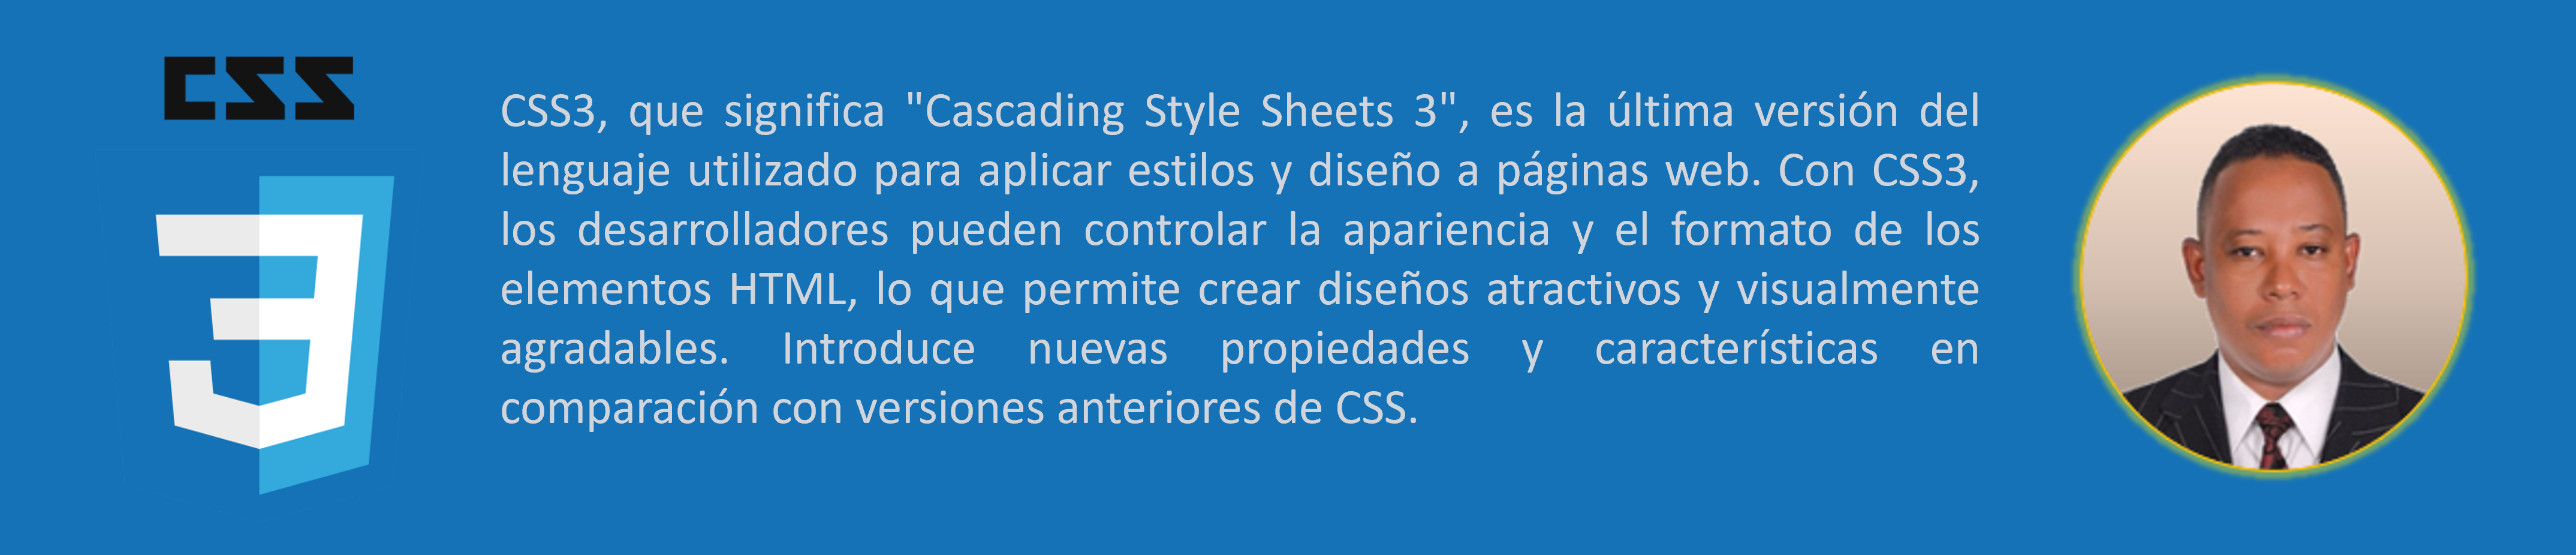 CSS
3
CSS3, que significa "Cascading Style Sheets 3", es la última versión del
lenguaje utilizado para aplicar estilos y diseño a páginas web. Con CSS3,
los desarrolladores pueden controlar la apariencia y el formato de los
elementos HTML, lo que permite crear diseños atractivos y visualmente
agradables. Introduce nuevas propiedades y características en
comparación con versiones anteriores de CSS.